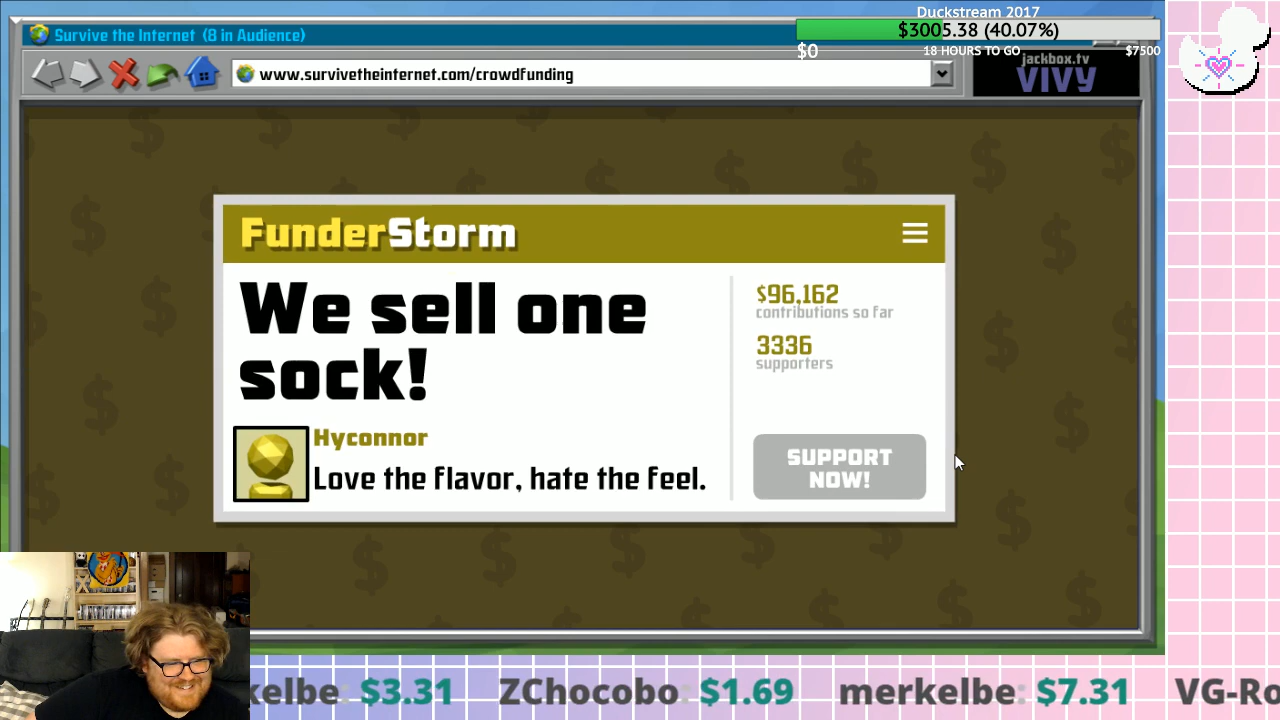 Duckstream 2017
Survive the Internet (8 in Audience)
$3005.38 (40.07%)
$0
18 HOURS TO GO
$7500
www.survivetheinternet.com/crowdfunding
jackbox.tv
VIVY
FunderStorm
We sell one
sock!
$96,162
contributions so far
3336
supporters
Hyconnor
Love the flavor, hate the feel.
SUPPORT
NOW!
kelbe: $3.31 ZChocobo: $1.69 merkelbe: $7.31 VG-Ro